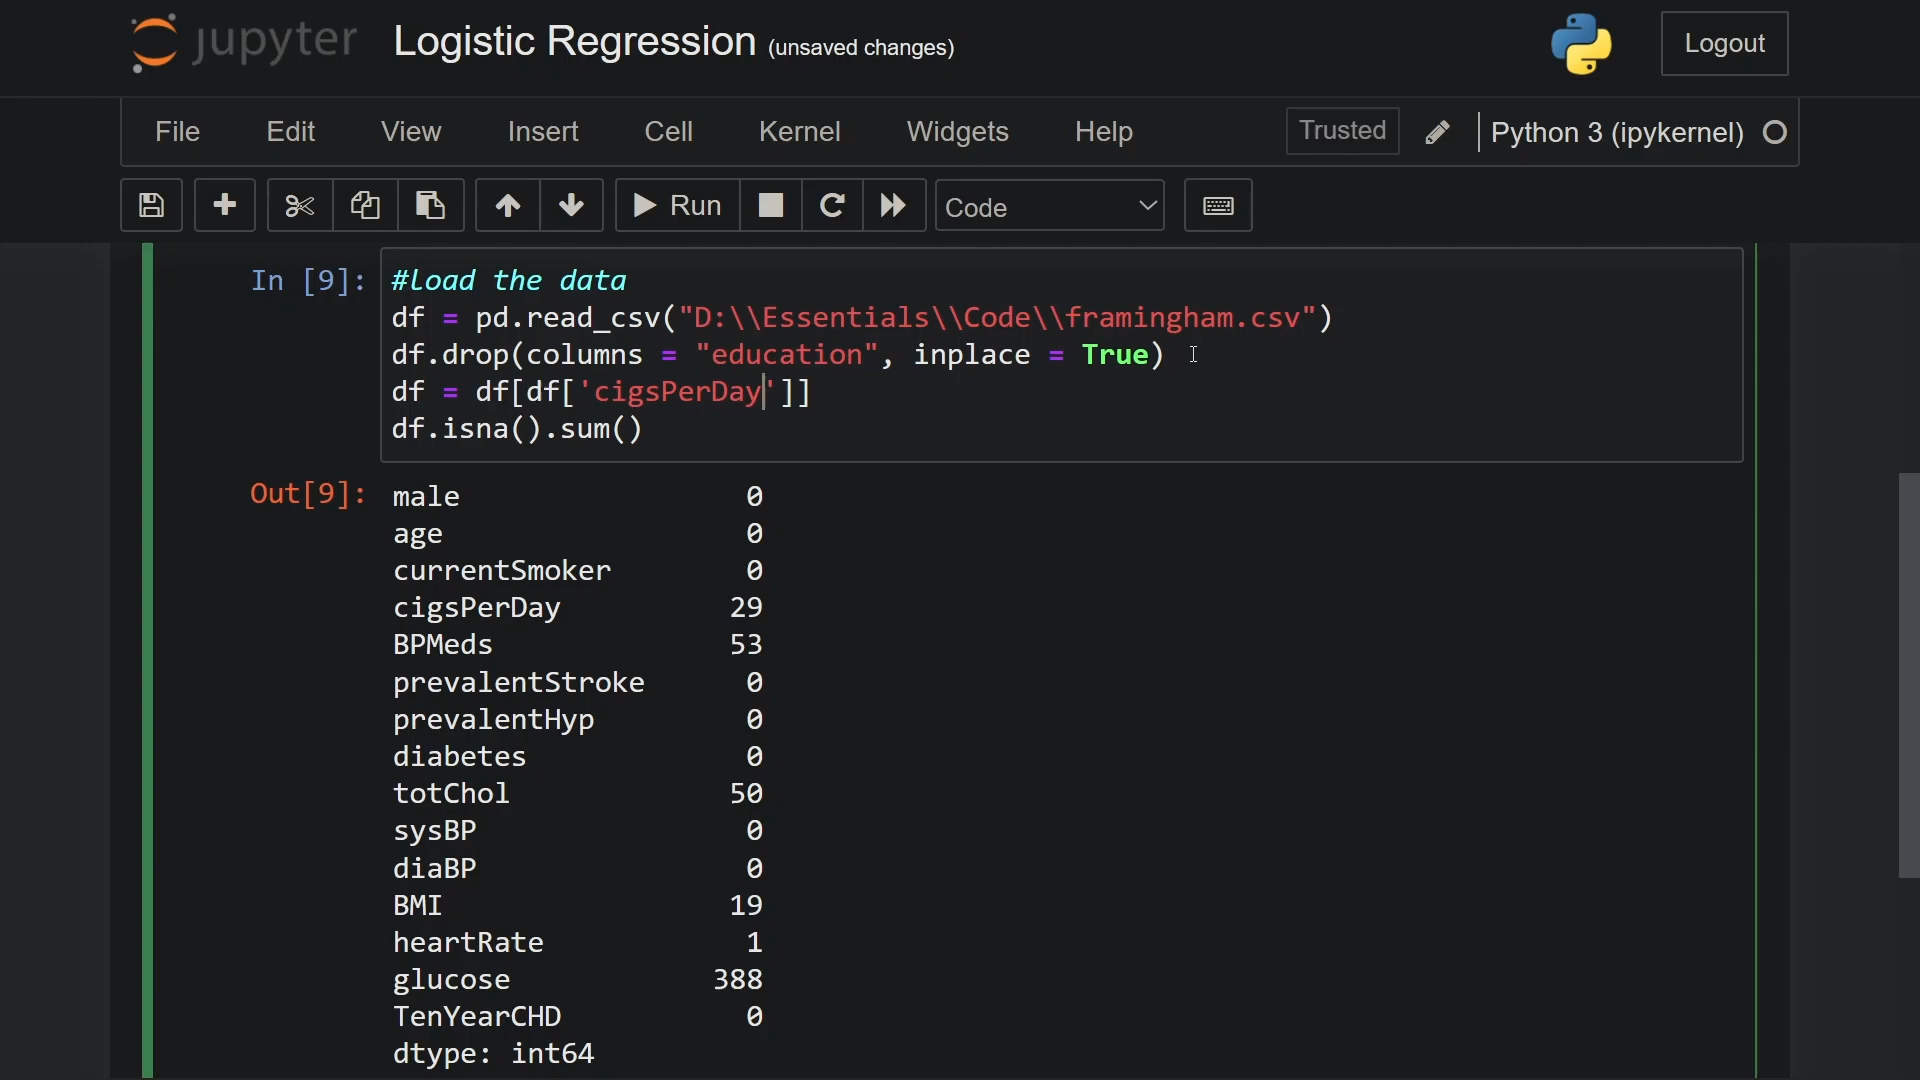 jupyter Logistic Regression (unsaved changes) Logout
File Edit View Insert Cell Kernel Widgets Help Trusted Python 3 (ipykernel)
Run Code
In [9]: #load the data
df = pd.read_csv("D:\\Essentials\\Code\\framingham.csv")
df.drop(columns = "education", inplace = True)
df = df[df['cigsPerDay']]
df.isna().sum()
Out[9]: male 0
age 0
currentSmoker 0
cigsPerDay 29
BPMeds 53
prevalentStroke 0
prevalentHyp 0
diabetes 0
totChol 50
sysBP 0
diaBP 0
BMI 19
heartRate 1
glucose 388
TenYearCHD 0
dtype: int64